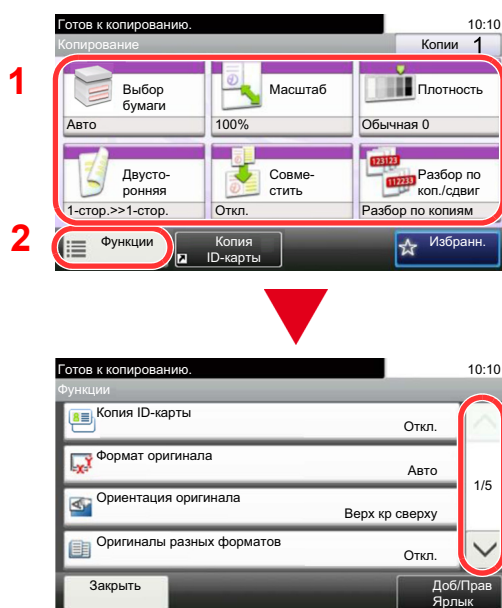 Готов к копированию. 10:10
Копирование Копии 1
1
Выбор бумаги
Масштаб
Плотность
Авто
100%
Обычная 0
Двусто-
ронняя
Совме-
стить
Разбор по
коп./сдвиг
1-стор.>>1-стор.
Откл.
Разбор по копиям
2
Функции
Копия
ID-карты
Избранн.
Готов к копированию. 10:10
Функции
Копия ID-карты
Откл.
Формат оригинала
Авто
1/5
Ориентация оригинала
Верх кр сверху
Оригиналы разных форматов
Откл.
Закрыть
Доб/Прав
Ярлык